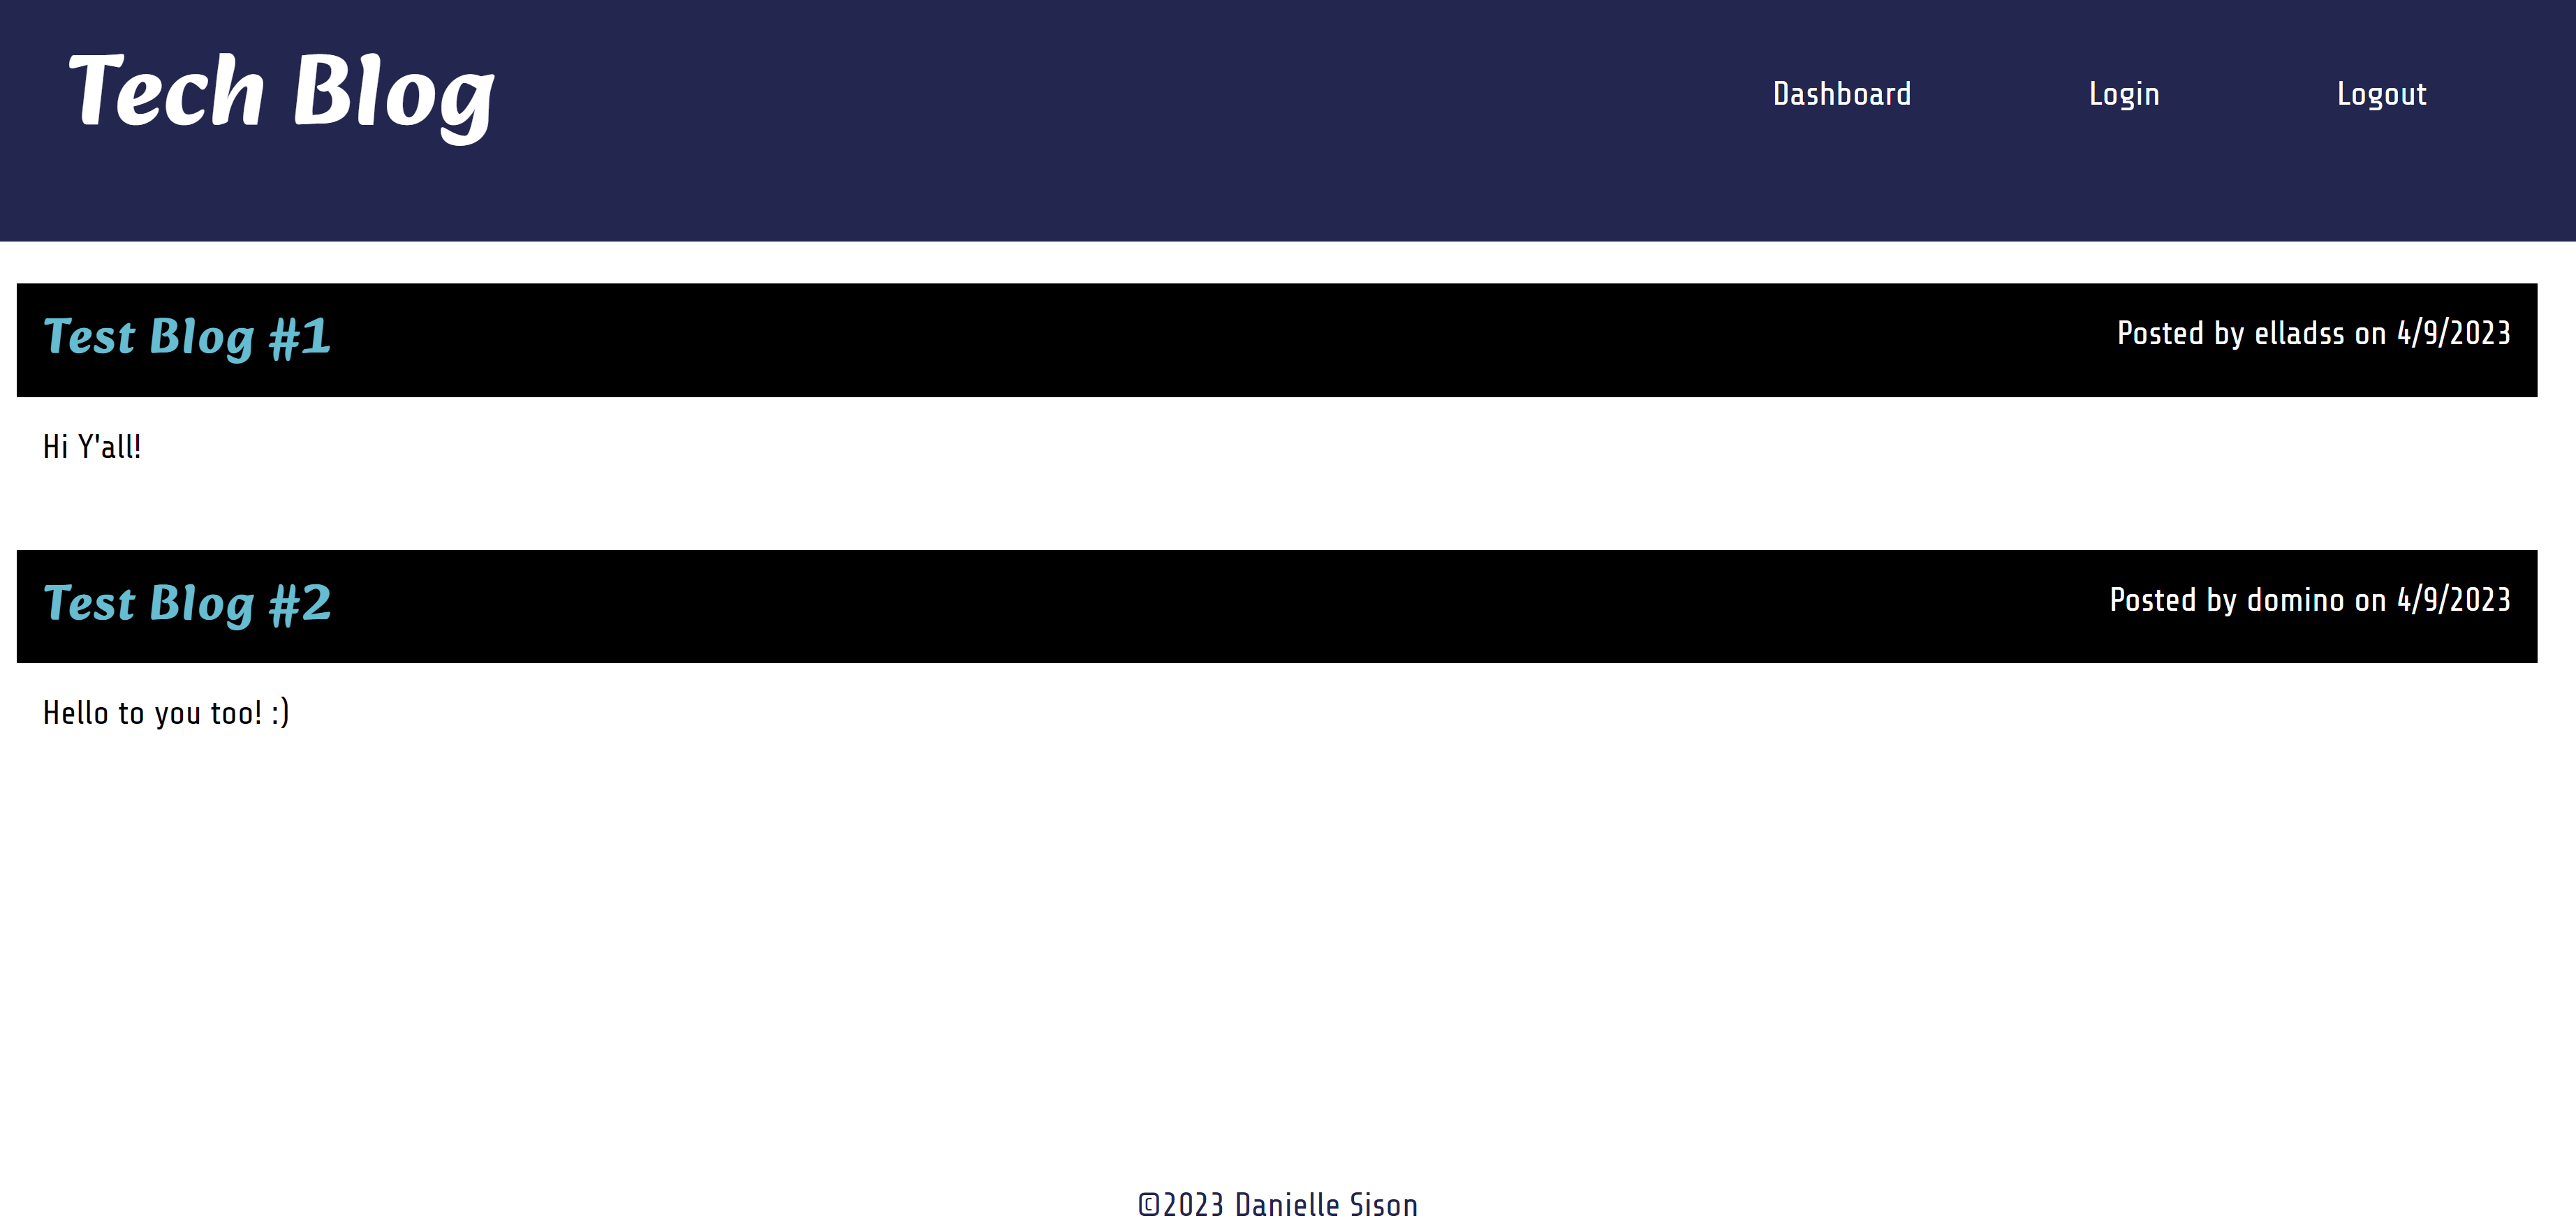 Tech Blog
Dashboard Login Logout
Test Blog #1 Posted by elladss on 4/9/2023
Hi Y'all!
Test Blog #2 Posted by domino on 4/9/2023
Hello to you too! :)
©2023 Danielle Sison